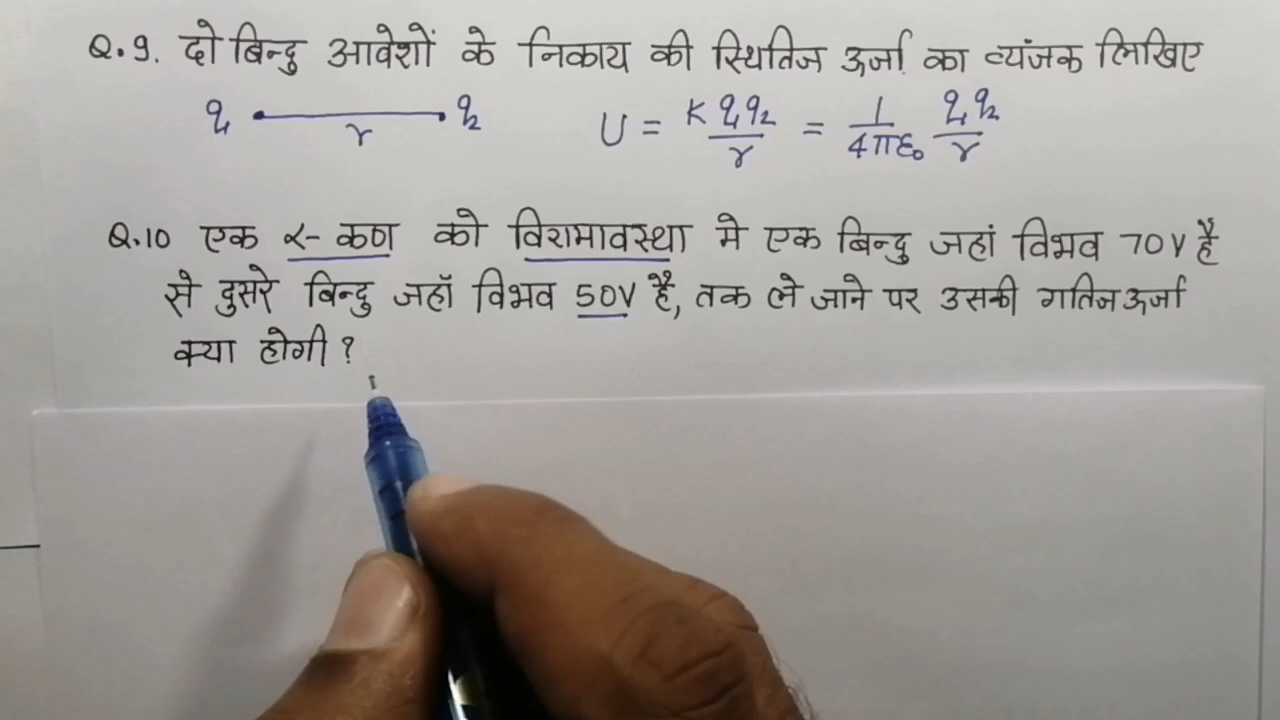 Q.9. दो बिन्दु आवेशों के निकाय की स्थितिज ऊर्जा का व्यंजक लिखिए
q₁ r q₂ U = K q₁q₂ / r = 1 / 4πε₀ q₁q₂ / r
Q.10 एक α- कण को विरामावस्था मे एक बिन्दु जहां विभव 70V है
से दुसरे बिन्दु जहाँ विभव 50V है, तक ले जाने पर उसकी गतिज ऊर्जा
क्या होगी ?